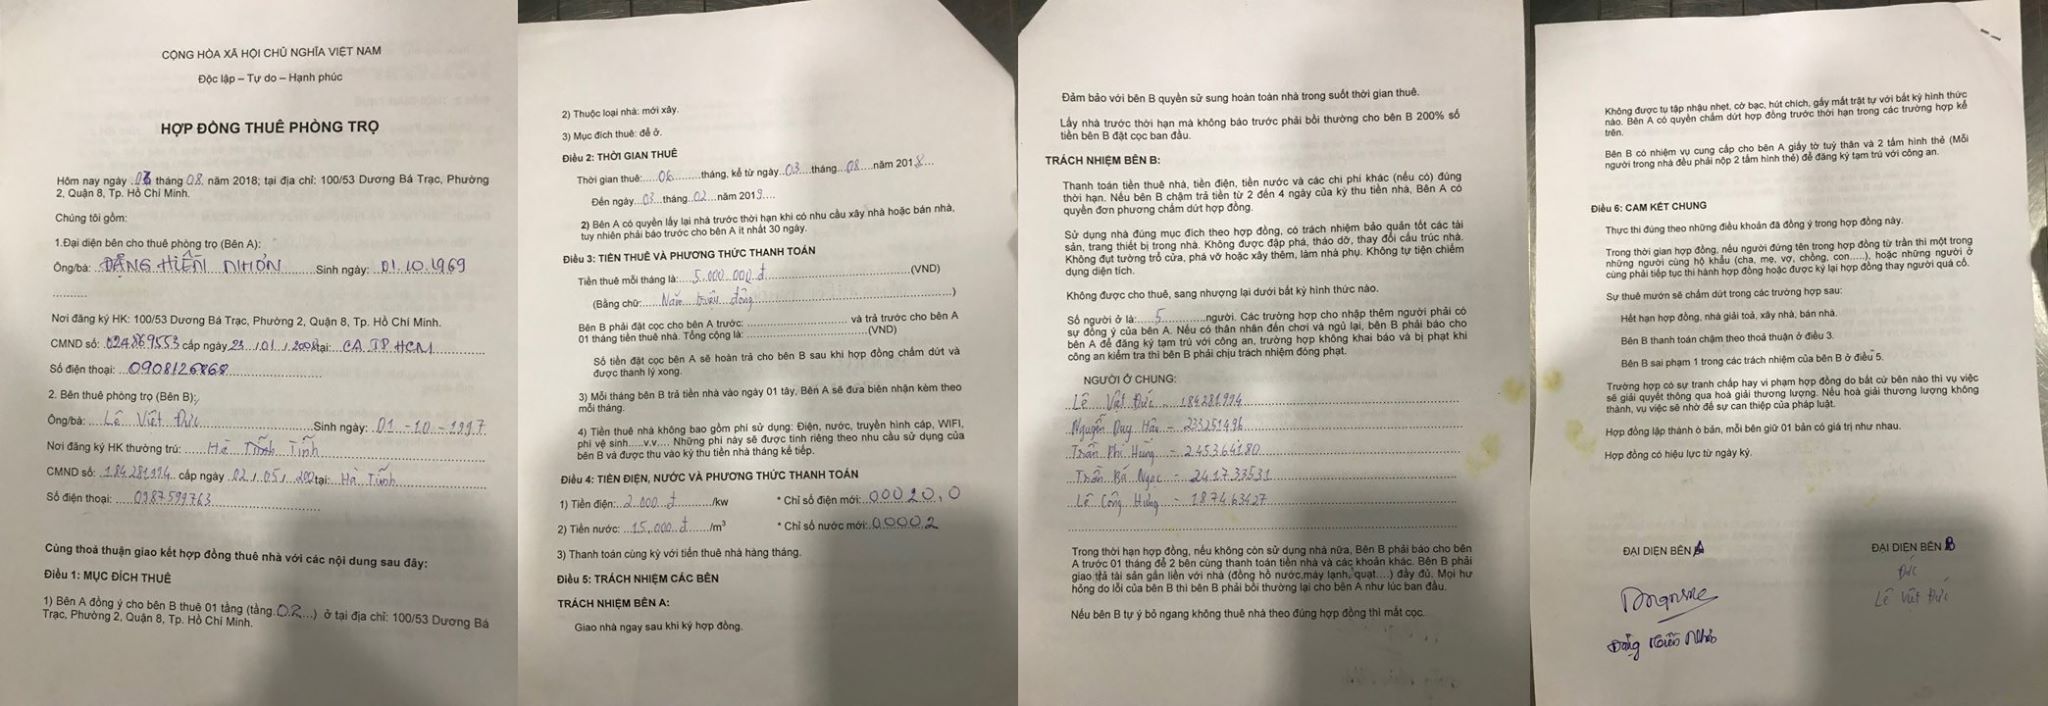 CỘNG HÒA XÃ HỘI CHỦ NGHĨA VIỆT NAM
Độc lập – Tự do – Hạnh phúc
HỢP ĐỒNG THUÊ PHÒNG TRỌ
Hôm nay ngày 03 tháng 08 năm 2018; tại địa chỉ: 100/53 Dương Bá Trạc, Phường
2, Quận 8, Tp. Hồ Chí Minh.
Chúng tôi gồm:
1.Đại diện bên cho thuê phòng trọ (Bên A):
Ông/bà: ĐẶNG HIỀN NHƠN Sinh ngày: 01.10.1969
Nơi đăng ký HK: 100/53 Dương Bá Trạc, Phường 2, Quận 8, Tp. Hồ Chí Minh.
CMND số: 024869553 cấp ngày 23/01/2008 tại: CA TP HCM
Số điện thoại: 0908126868
2. Bên thuê phòng trọ (Bên B):
Ông/bà: Lê Viết Đức Sinh ngày: 01-10-1997
Nơi đăng ký HK thường trú: Hà Tĩnh
CMND số: 184281994 cấp ngày 02/05/ tại: Hà Tĩnh
Số điện thoại: 0987599763
Cùng thoả thuận giao kết hợp đồng thuê nhà với các nội dung sau đây:
Điều 1: MỤC ĐÍCH THUÊ
1) Bên A đồng ý cho bên B thuê 01 tầng (tầng 02...) ở tại địa chỉ: 100/53 Dương Bá
Trạc, Phường 2, Quận 8, Tp. Hồ Chí Minh.
2) Thuộc loại nhà: mới xây.
3) Mục đích thuê: để ở.
Điều 2: THỜI GIAN THUÊ
Thời gian thuê: 06 tháng, kể từ ngày 03 tháng 08 năm 2018
Đến ngày 03 tháng 02 năm 2019
2) Bên A có quyền lấy lại nhà trước thời hạn khi có nhu cầu xây nhà hoặc bán nhà,
tuy nhiên phải báo trước cho bên A ít nhất 30 ngày.
Điều 3: TIỀN THUÊ VÀ PHƯƠNG THỨC THANH TOÁN
Tiền thuê mỗi tháng là: 5.000.000 đ (VND)
(Bằng chữ: Năm triệu đồng)
Bên B phải đặt cọc cho bên A trước: ........................ và trả trước cho bên A
01 tháng tiền thuê nhà. Tổng cộng là: ........................(VND)
Số tiền đặt cọc bên A sẽ hoàn trả cho bên B sau khi hợp đồng chấm dứt và
được thanh lý xong.
3) Mỗi tháng bên B trả tiền nhà vào ngày 01 tây, Bên A sẽ đưa biên nhận kèm theo
mỗi tháng.
4) Tiền thuê nhà không bao gồm phí sử dụng: Điện, nước, truyền hình cáp, WIFI,
phí vệ sinh.....v.v.... Những phí này sẽ được tính riêng theo nhu cầu sử dụng của
bên B và được thu vào kỳ thu tiền nhà tháng kế tiếp.
Điều 4: TIỀN ĐIỆN, NƯỚC VÀ PHƯƠNG THỨC THANH TOÁN
1) Tiền điện: 2.000 đ /kw * Chỉ số điện mới: 00020,0
2) Tiền nước: 15.000 đ /m³ * Chỉ số nước mới: 00002
3) Thanh toán cùng kỳ với tiền thuê nhà hàng tháng.
Điều 5: TRÁCH NHIỆM CÁC BÊN
TRÁCH NHIỆM BÊN A:
Giao nhà ngay sau khi ký hợp đồng.
Đảm bảo với bên B quyền sử sung hoàn toàn nhà trong suốt thời gian thuê.
Lấy nhà trước thời hạn mà không báo trước phải bồi thường cho bên B 200% số
tiền bên B đặt cọc ban đầu.
TRÁCH NHIỆM BÊN B:
Thanh toán tiền thuê nhà, tiền điện, tiền nước và các chi phí khác (nếu có) đúng
thời hạn. Nếu bên B chậm trả tiền từ 2 đến 4 ngày của kỳ thu tiền nhà, Bên A có
quyền đơn phương chấm dứt hợp đồng.
Sử dụng nhà đúng mục đích theo hợp đồng, có trách nhiệm bảo quản tốt các tài
sản, trang thiết bị trong nhà. Không được đập phá, tháo dỡ, thay đổi cấu trúc nhà.
Không đụt tường trổ cửa, phá vỡ hoặc xây thêm, làm nhà phụ. Không tự tiện chiếm
dụng diện tích.
Không được cho thuê, sang nhượng lại dưới bất kỳ hình thức nào.
Số người ở là: 5 người. Các trường hợp cho nhập thêm người phải có
sự đồng ý của bên A. Nếu có thân nhân đến chơi và ngủ lại, bên B phải báo cho
bên A để đăng ký tạm trú với công an, trường hợp không khai báo và bị phạt khi
công an kiểm tra thì bên B phải chịu trách nhiệm đóng phạt.
NGƯỜI Ở CHUNG:
Lê Viết Đức - 184281994
Nguyễn Duy Hảo - 233251496
Trần Phi Hùng - 245364180
Trần Bá Ngọc - 241733531
Lê Công Hưng - 187463427
Trong thời hạn hợp đồng, nếu không còn sử dụng nhà nữa, Bên B phải báo cho bên
A trước 01 tháng để 2 bên cùng thanh toán tiền nhà và các khoản khác. Bên B phải
giao trả tài sản gắn liền với nhà (đồng hồ nước,máy lạnh, quạt....) đầy đủ. Mọi hư
hỏng do lỗi của bên B thì bên B phải bồi thường lại cho bên A như lúc ban đầu.
Nếu bên B tự ý bỏ ngang không thuê nhà theo đúng hợp đồng thì mất cọc.
Không được tụ tập nhậu nhẹt, cờ bạc, hút chích, gây mất trật tự với bất kỳ hình thức
nào. Bên A có quyền chấm dứt hợp đồng trước thời hạn trong các trường hợp kể
trên.
Bên B có nhiệm vụ cung cấp cho bên A giấy tờ tuỳ thân và 2 tấm hình thẻ (Mỗi
người trong nhà đều phải nộp 2 tấm hình thẻ) để đăng ký tạm trú với công an.
Điều 6: CAM KẾT CHUNG
Thực thi đúng theo những điều khoản đã đồng ý trong hợp đồng này.
Trong thời gian hợp đồng, nếu người đứng tên trong hợp đồng từ trần thì một trong
những người cùng hộ khẩu (cha, mẹ, vợ, chồng, con.....), hoặc những người ở
cùng phải tiếp tục thi hành hợp đồng hoặc được ký lại hợp đồng thay người quá cố.
Sự thuê mướn sẽ chấm dứt trong các trường hợp sau:
Hết hạn hợp đồng, nhà giải toả, xây nhà, bán nhà.
Bên B thanh toán chậm theo thoả thuận ở điều 3.
Bên B sai phạm 1 trong các trách nhiệm của bên B ở điều 5.
Trường hợp có sự tranh chấp hay vi phạm hợp đồng do bất cứ bên nào thì vụ việc
sẽ giải quyết thông qua hoà giải thương lượng. Nếu hoà giải thương lượng không
thành, vụ việc sẽ nhờ để sự can thiệp của pháp luật.
Hợp đồng lập thành ò bản, mỗi bên giữ 01 bản có giá trị như nhau.
Hợp đồng có hiệu lực từ ngày ký.
ĐẠI DIỆN BÊN A ĐẠI DIỆN BÊN B
Đức
Lê Viết Đức
Đặng Hiền Nhơn